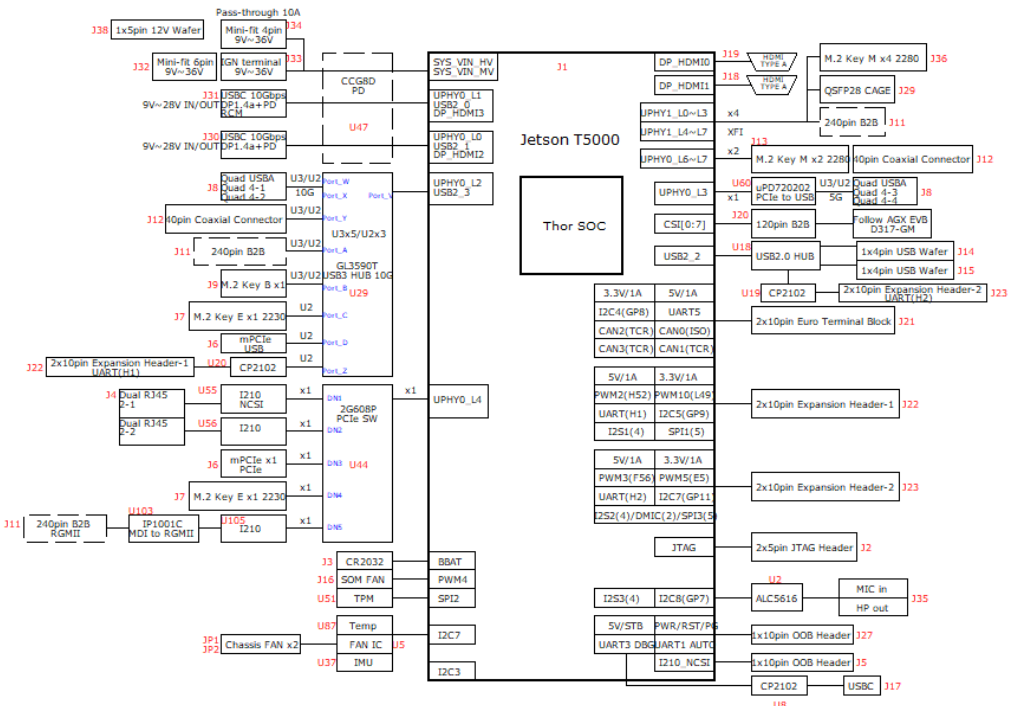 Pass-through 10A
J38
1x5pin 12V Wafer
Mini-fit 4pin
9V~36V
J34
J32
Mini-fit 6pin
9V~36V
IGN terminal
9V~36V
J33
J31
USBC 10Gbps
9V~28V IN/OUT
DP1.4a+PD
RCM
J30
USBC 10Gbps
9V~28V IN/OUT
DP1.4a+PD
CCG8D
PD
U47
J8
Quad USBA
Quad 4-1
Quad 4-2
U3/U2
10G
J12
40pin Coaxial Connector
U3/U2
J11
240pin B2B
U3/U2
J9
M.2 Key B x1
U3/U2
J7
M.2 Key E x1 2230
U2
J6
mPCIe
USB
U2
J22
2x10pin Expansion Header-1
UART(H1)
U20
CP2102
U2
Port_W
Port_X
Port_V
Port_Y
U3x5/U2x3
Port_A
GL3590T
USB3 HUB 10G
Port_B
U29
Port_C
Port_D
Port_Z
J4
Dual RJ45
2-1
U55
I210
NCSI
x1
Dual RJ45
2-2
U56
I210
x1
J6
mPCIe x1
PCIe
x1
J7
M.2 Key E x1 2230
x1
J11
240pin B2B
RGMII
U103
IP1001C
MDI to RGMII
U105
I210
x1
DN1
2G608P
PCIe SW
DN2
DN3
U44
DN4
DN5
x1
J3
CR2032
J16
SOM FAN
U51
TPM
U87
Temp
JP1
JP2
Chassis FAN x2
FAN IC
U5
U37
IMU
SYS_VIN_HV
SYS_VIN_MV
UPHY0_L1
USB2_0
DP_HDMI3
UPHY0_L0
USB2_1
DP_HDMI2
UPHY0_L2
USB2_3
UPHY0_L4
BBAT
PWM4
SPI2
I2C7
I2C3
J1
Jetson T5000
Thor SOC
DP_HDMI0
DP_HDMI1
UPHY1_L0~L3
UPHY1_L4~L7
UPHY0_L6~L7
UPHY0_L3
CSI[0:7]
USB2_2
3.3V/1A
5V/1A
I2C4(GP8)
UART5
CAN2(TCR)
CAN0(ISO)
CAN3(TCR)
CAN1(TCR)
5V/1A
3.3V/1A
PWM2(H52)
PWM10(L49)
UART(H1)
I2C5(GP9)
I2S1(4)
SPI1(5)
5V/1A
3.3V/1A
PWM3(F56)
PWM5(E5)
UART(H2)
I2C7(GP11)
I2S2(4)/DMIC(2)/SPI3(5)
JTAG
I2S3(4)
I2C8(GP7)
5V/STB
PWR/RST/PG
UART3 DBG
UART1 AUTO
I210_NCSI
J19
HDMI
TYPE A
J18
HDMI
TYPE A
x4
XFI
M.2 Key M x4 2280
J36
QSFP28 CAGE
J29
240pin B2B
J11
x2
J13
M.2 Key M x2 2280
40pin Coaxial Connector
J12
U60
x1
uPD720202
PCIe to USB
U3/U2
5G
Quad USBA
Quad 4-3
Quad 4-4
J8
J20
120pin B2B
Follow AGX EVB
D317-GM
U18
USB2.0 HUB
1x4pin USB Wafer
J14
1x4pin USB Wafer
J15
U19
CP2102
2x10pin Expansion Header-2
UART(H2)
J23
2x10pin Euro Terminal Block
J21
2x10pin Expansion Header-1
J22
2x10pin Expansion Header-2
J23
2x5pin JTAG Header
J2
U2
ALC5616
MIC in
HP out
J35
1x10pin OOB Header
J27
1x10pin OOB Header
J5
CP2102
USBC
J17
U8